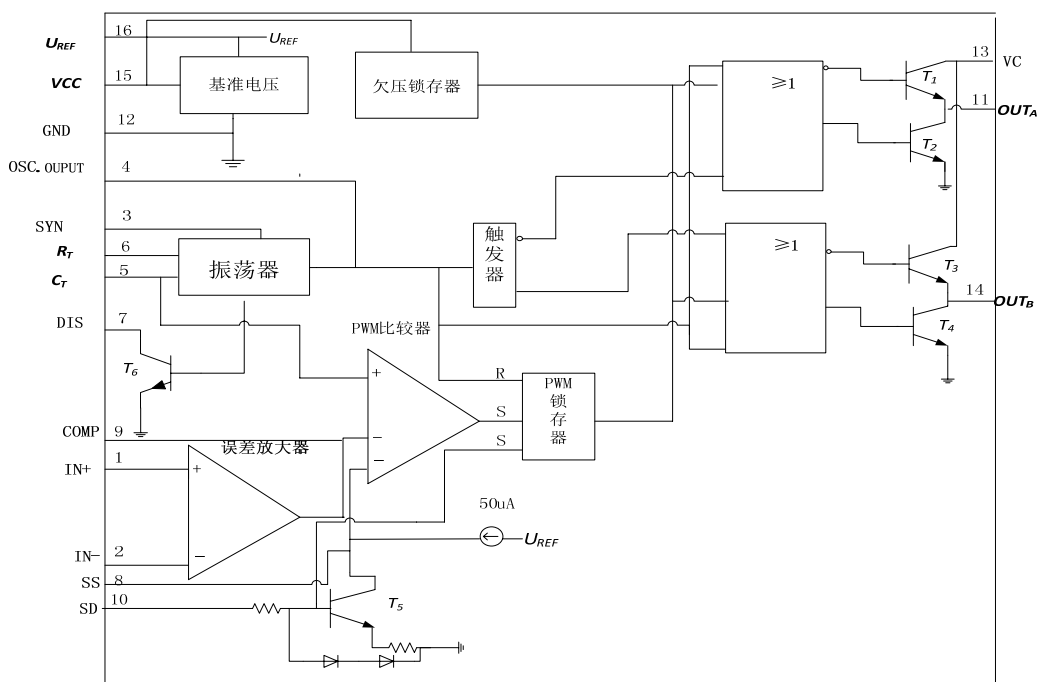 16
U_REF
U_REF
15
VCC
基准电压
欠压锁存器
12
GND
4
OSC.OUPUT
3
SYN
6
R_T
5
C_T
振荡器
触发器
≥1
≥1
13
VC
T_1
11
OUT_A
T_2
T_3
14
OUT_B
T_4
7
DIS
T_6
PWM比较器
+
−
−
R
S
S
PWM
锁存器
9
COMP
误差放大器
1
IN+
+
2
IN−
−
8
SS
10
SD
50uA
U_REF
T_5